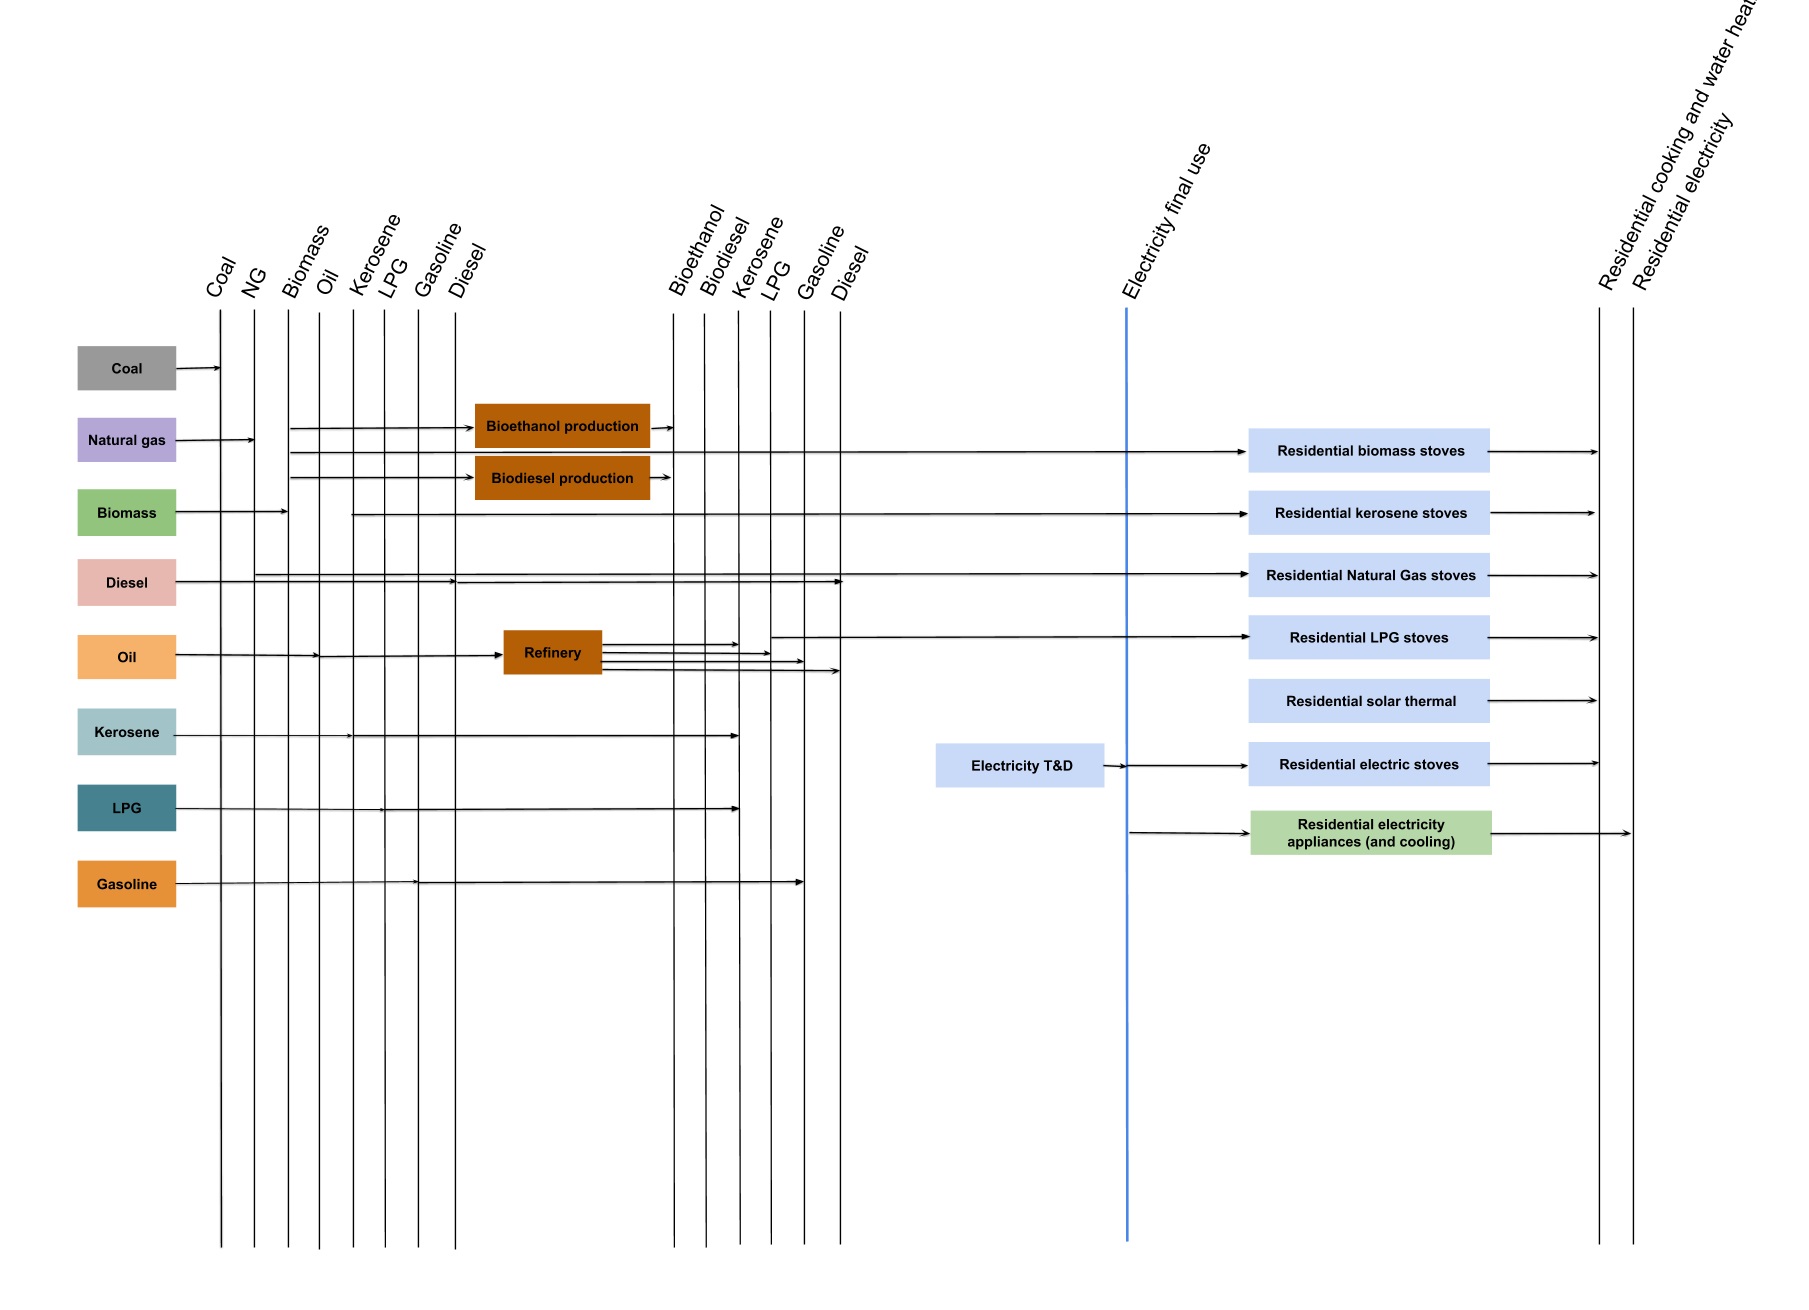 Coal
NG
Biomass
Oil
Kerosene
LPG
Gasoline
Diesel
Bioethanol
Biodiesel
Kerosene
LPG
Gasoline
Diesel
Electricity final use
Residential cooking and water heat
Residential electricity
Coal
Natural gas
Biomass
Diesel
Oil
Kerosene
LPG
Gasoline
Bioethanol production
Biodiesel production
Refinery
Electricity T&D
Residential biomass stoves
Residential kerosene stoves
Residential Natural Gas stoves
Residential LPG stoves
Residential solar thermal
Residential electric stoves
Residential electricity
appliances (and cooling)